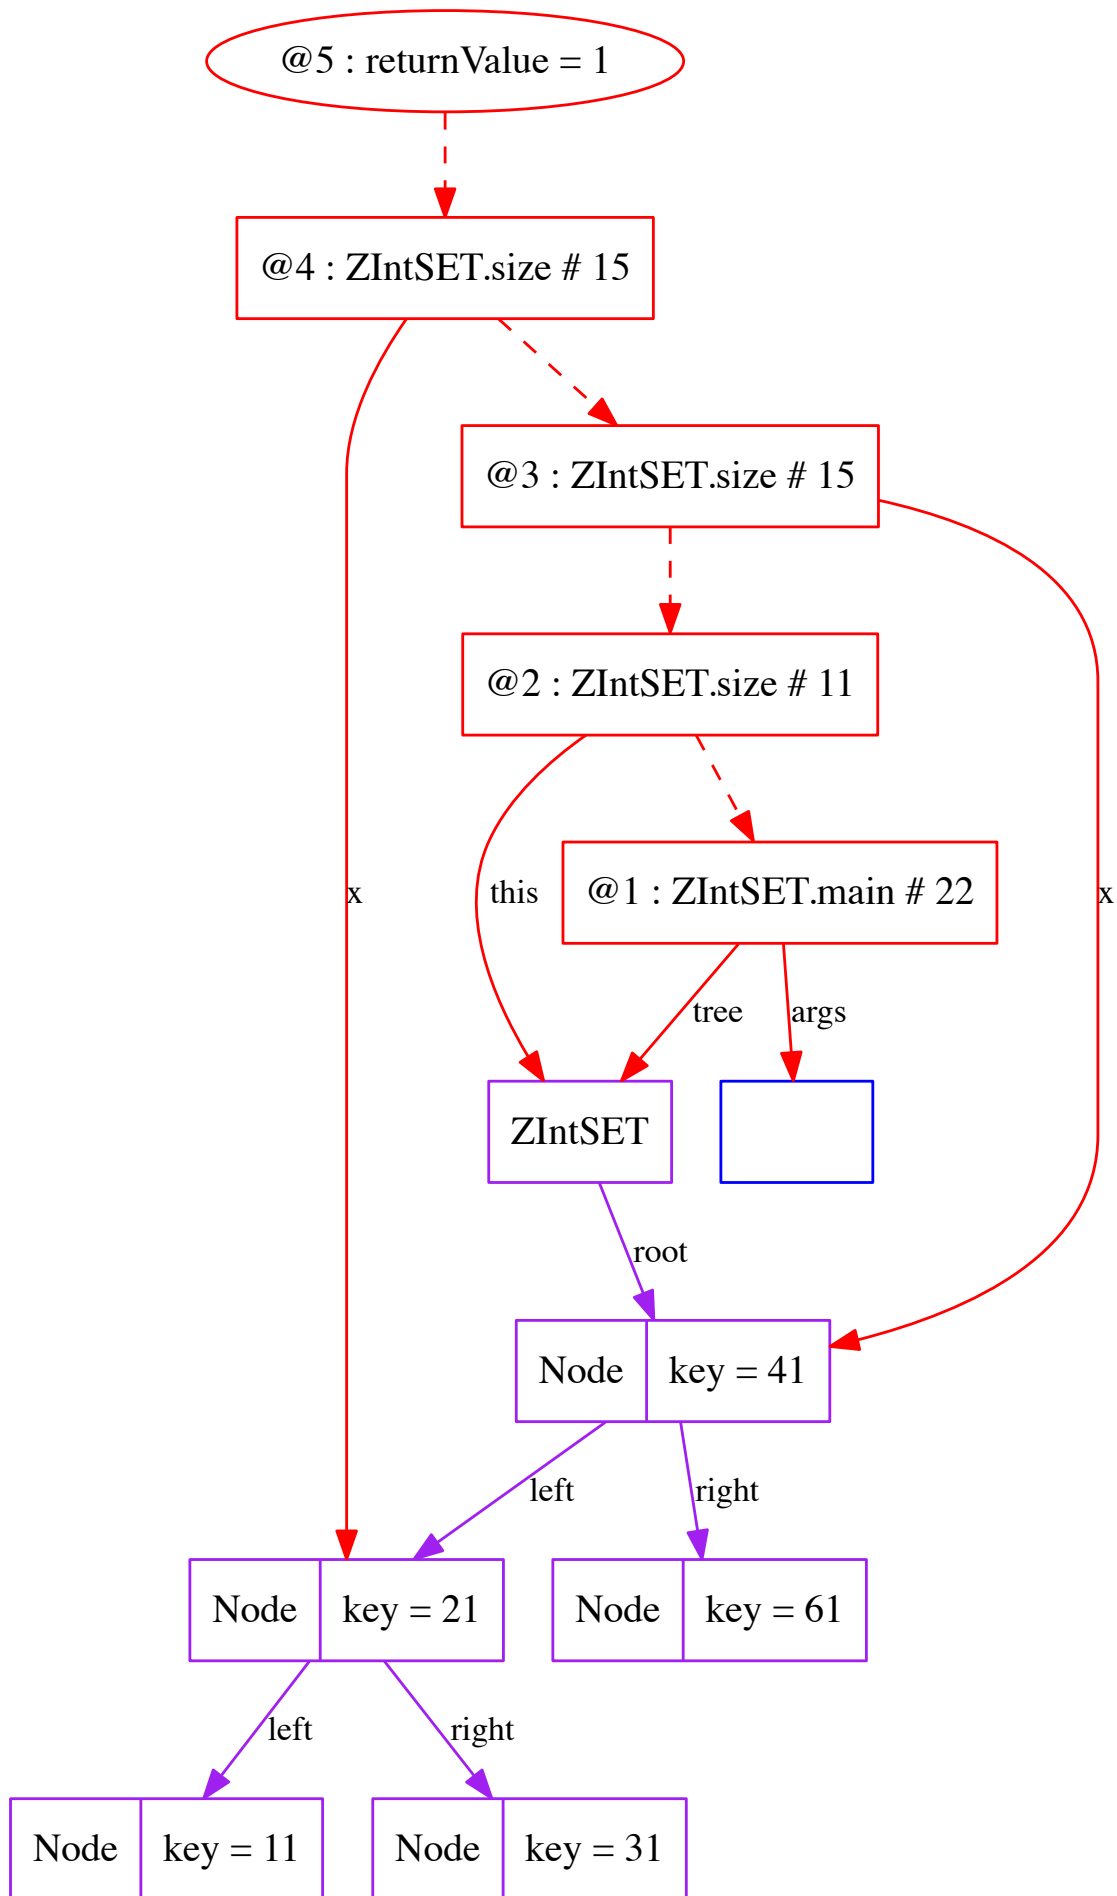 @5 : returnValue = 1
@4 : ZIntSET.size # 15
@3 : ZIntSET.size # 15
@2 : ZIntSET.size # 11
x
this
@1 : ZIntSET.main # 22
x
tree
args
ZIntSET
root
Node
key = 41
left
right
Node
key = 21
Node
key = 61
left
right
Node
key = 11
Node
key = 31